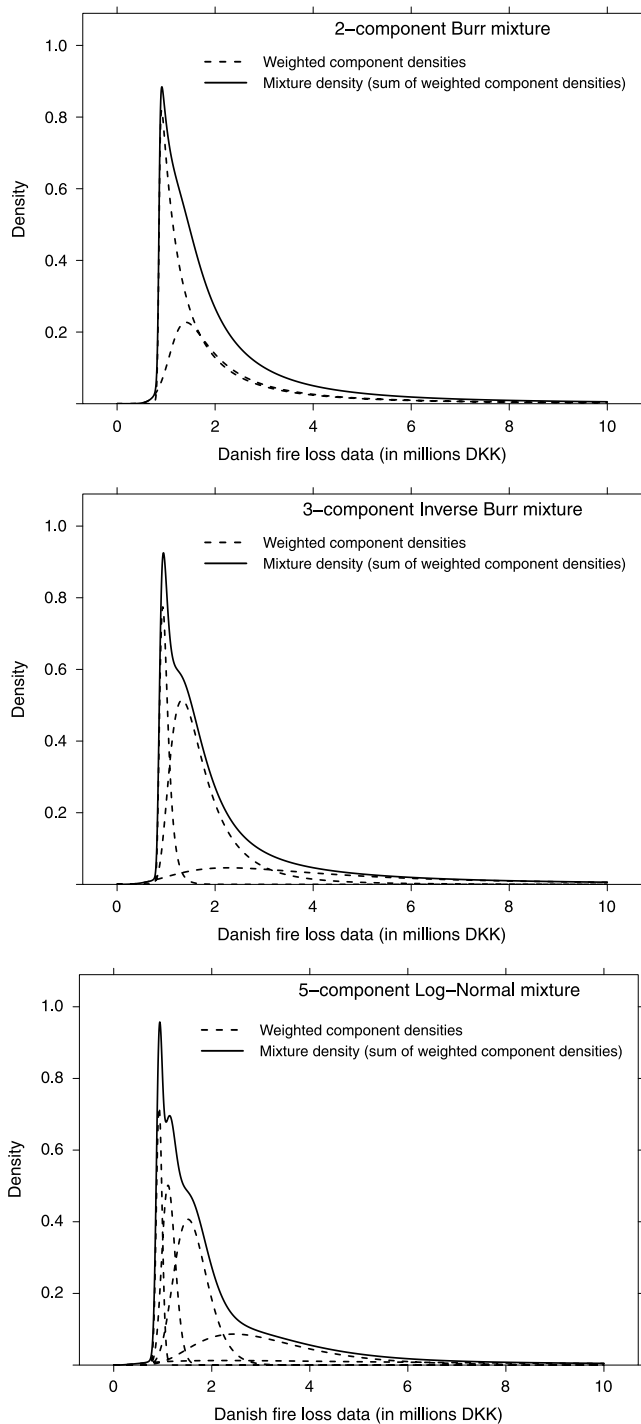 2−component Burr mixture
Weighted component densities
Mixture density (sum of weighted component densities)
Density
1.0
0.8
0.6
0.4
0.2
0 2 4 6 8 10
Danish fire loss data (in millions DKK)
3−component Inverse Burr mixture
Weighted component densities
Mixture density (sum of weighted component densities)
Density
1.0
0.8
0.6
0.4
0.2
0 2 4 6 8 10
Danish fire loss data (in millions DKK)
5−component Log−Normal mixture
Weighted component densities
Mixture density (sum of weighted component densities)
Density
1.0
0.8
0.6
0.4
0.2
0 2 4 6 8 10
Danish fire loss data (in millions DKK)